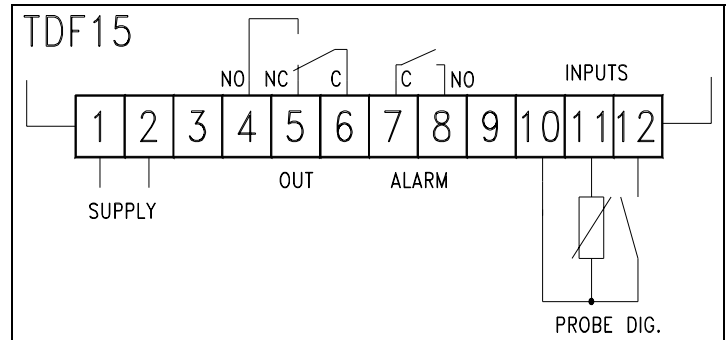 TDF15
NO NC C C NO INPUTS
1 2 3 4 5 6 7 8 9 10 11 12
SUPPLY OUT ALARM
PROBE DIG.